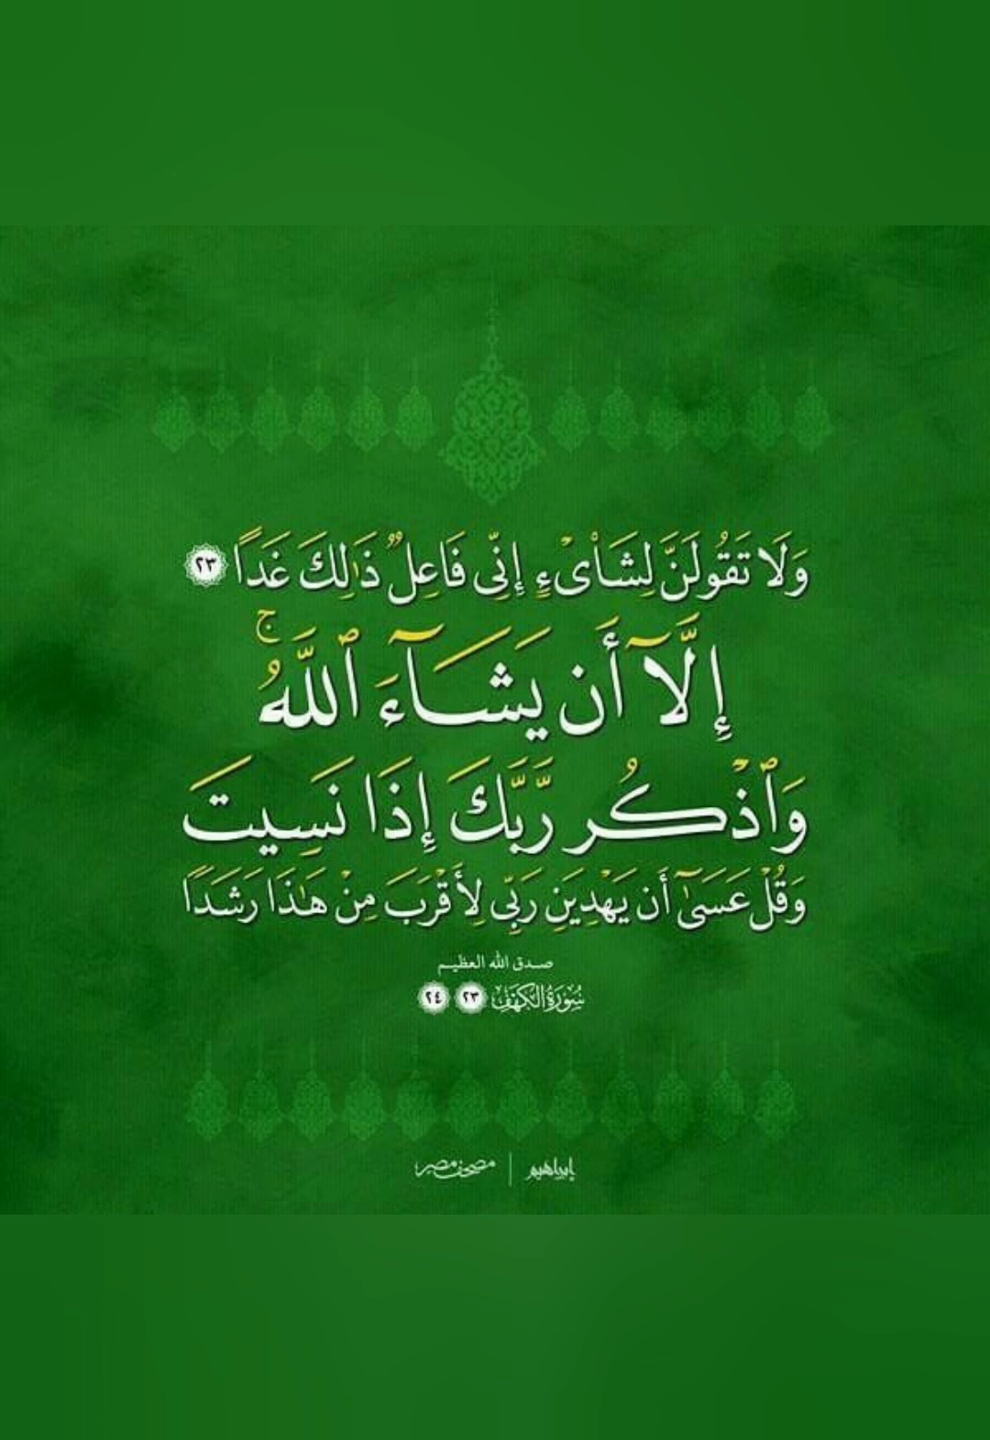 وَلَا تَقُولَنَّ لِشَا۟ىْءٍ إِنِّى فَاعِلٌ ذَٰلِكَ غَدًا ٢٣
إِلَّآ أَن يَشَآءَ ٱللَّهُ ۚ
وَٱذْكُر رَّبَّكَ إِذَا نَسِيتَ
وَقُلْ عَسَىٰٓ أَن يَهْدِيَنِ رَبِّى لِأَقْرَبَ مِنْ هَـٰذَا رَشَدًا
صدق الله العظيم
سُورَةُ الكَهْفِ ٢٣ ٢٤
إبراهيم | مصحف مصر